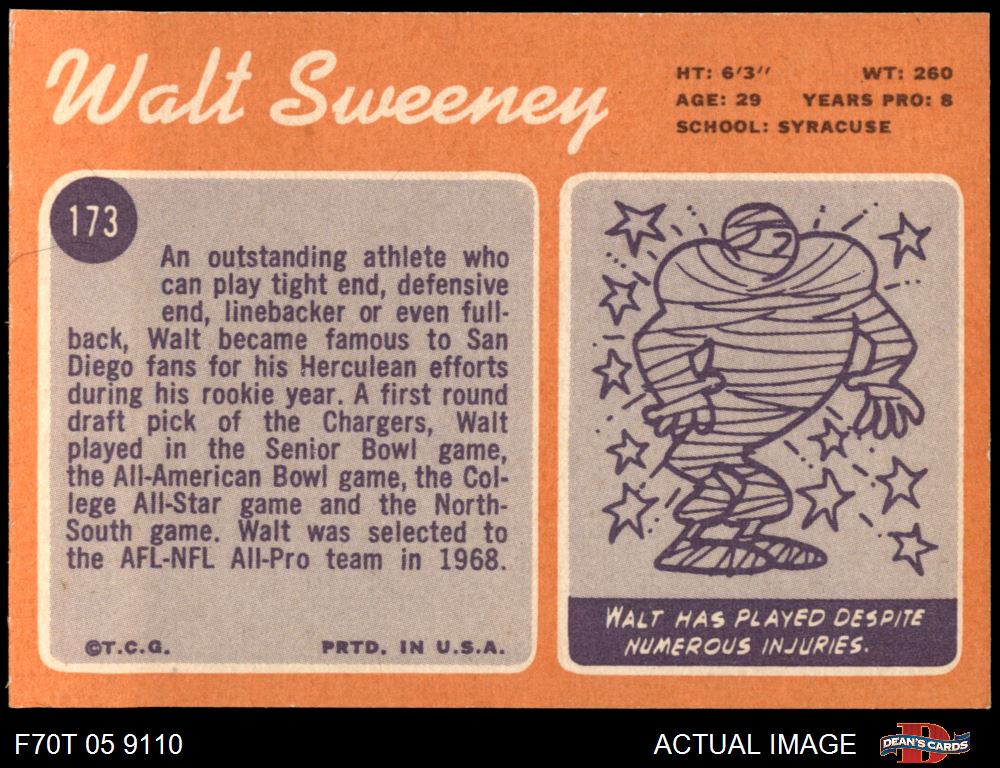 Walt Sweeney
HT: 6'3" WT: 260
AGE: 29 YEARS PRO: 8
SCHOOL: SYRACUSE
173
An outstanding athlete who
can play tight end, defensive
end, linebacker or even full-
back, Walt became famous to San
Diego fans for his Herculean efforts
during his rookie year. A first round
draft pick of the Chargers, Walt
played in the Senior Bowl game,
the All-American Bowl game, the Col-
lege All-Star game and the North-
South game. Walt was selected to
the AFL-NFL All-Pro team in 1968.
©T.C.G. PRTD. IN U.S.A.
WALT HAS PLAYED DESPITE
NUMEROUS INJURIES.
F70T 05 9110
ACTUAL IMAGE
D
DEAN'S CARDS